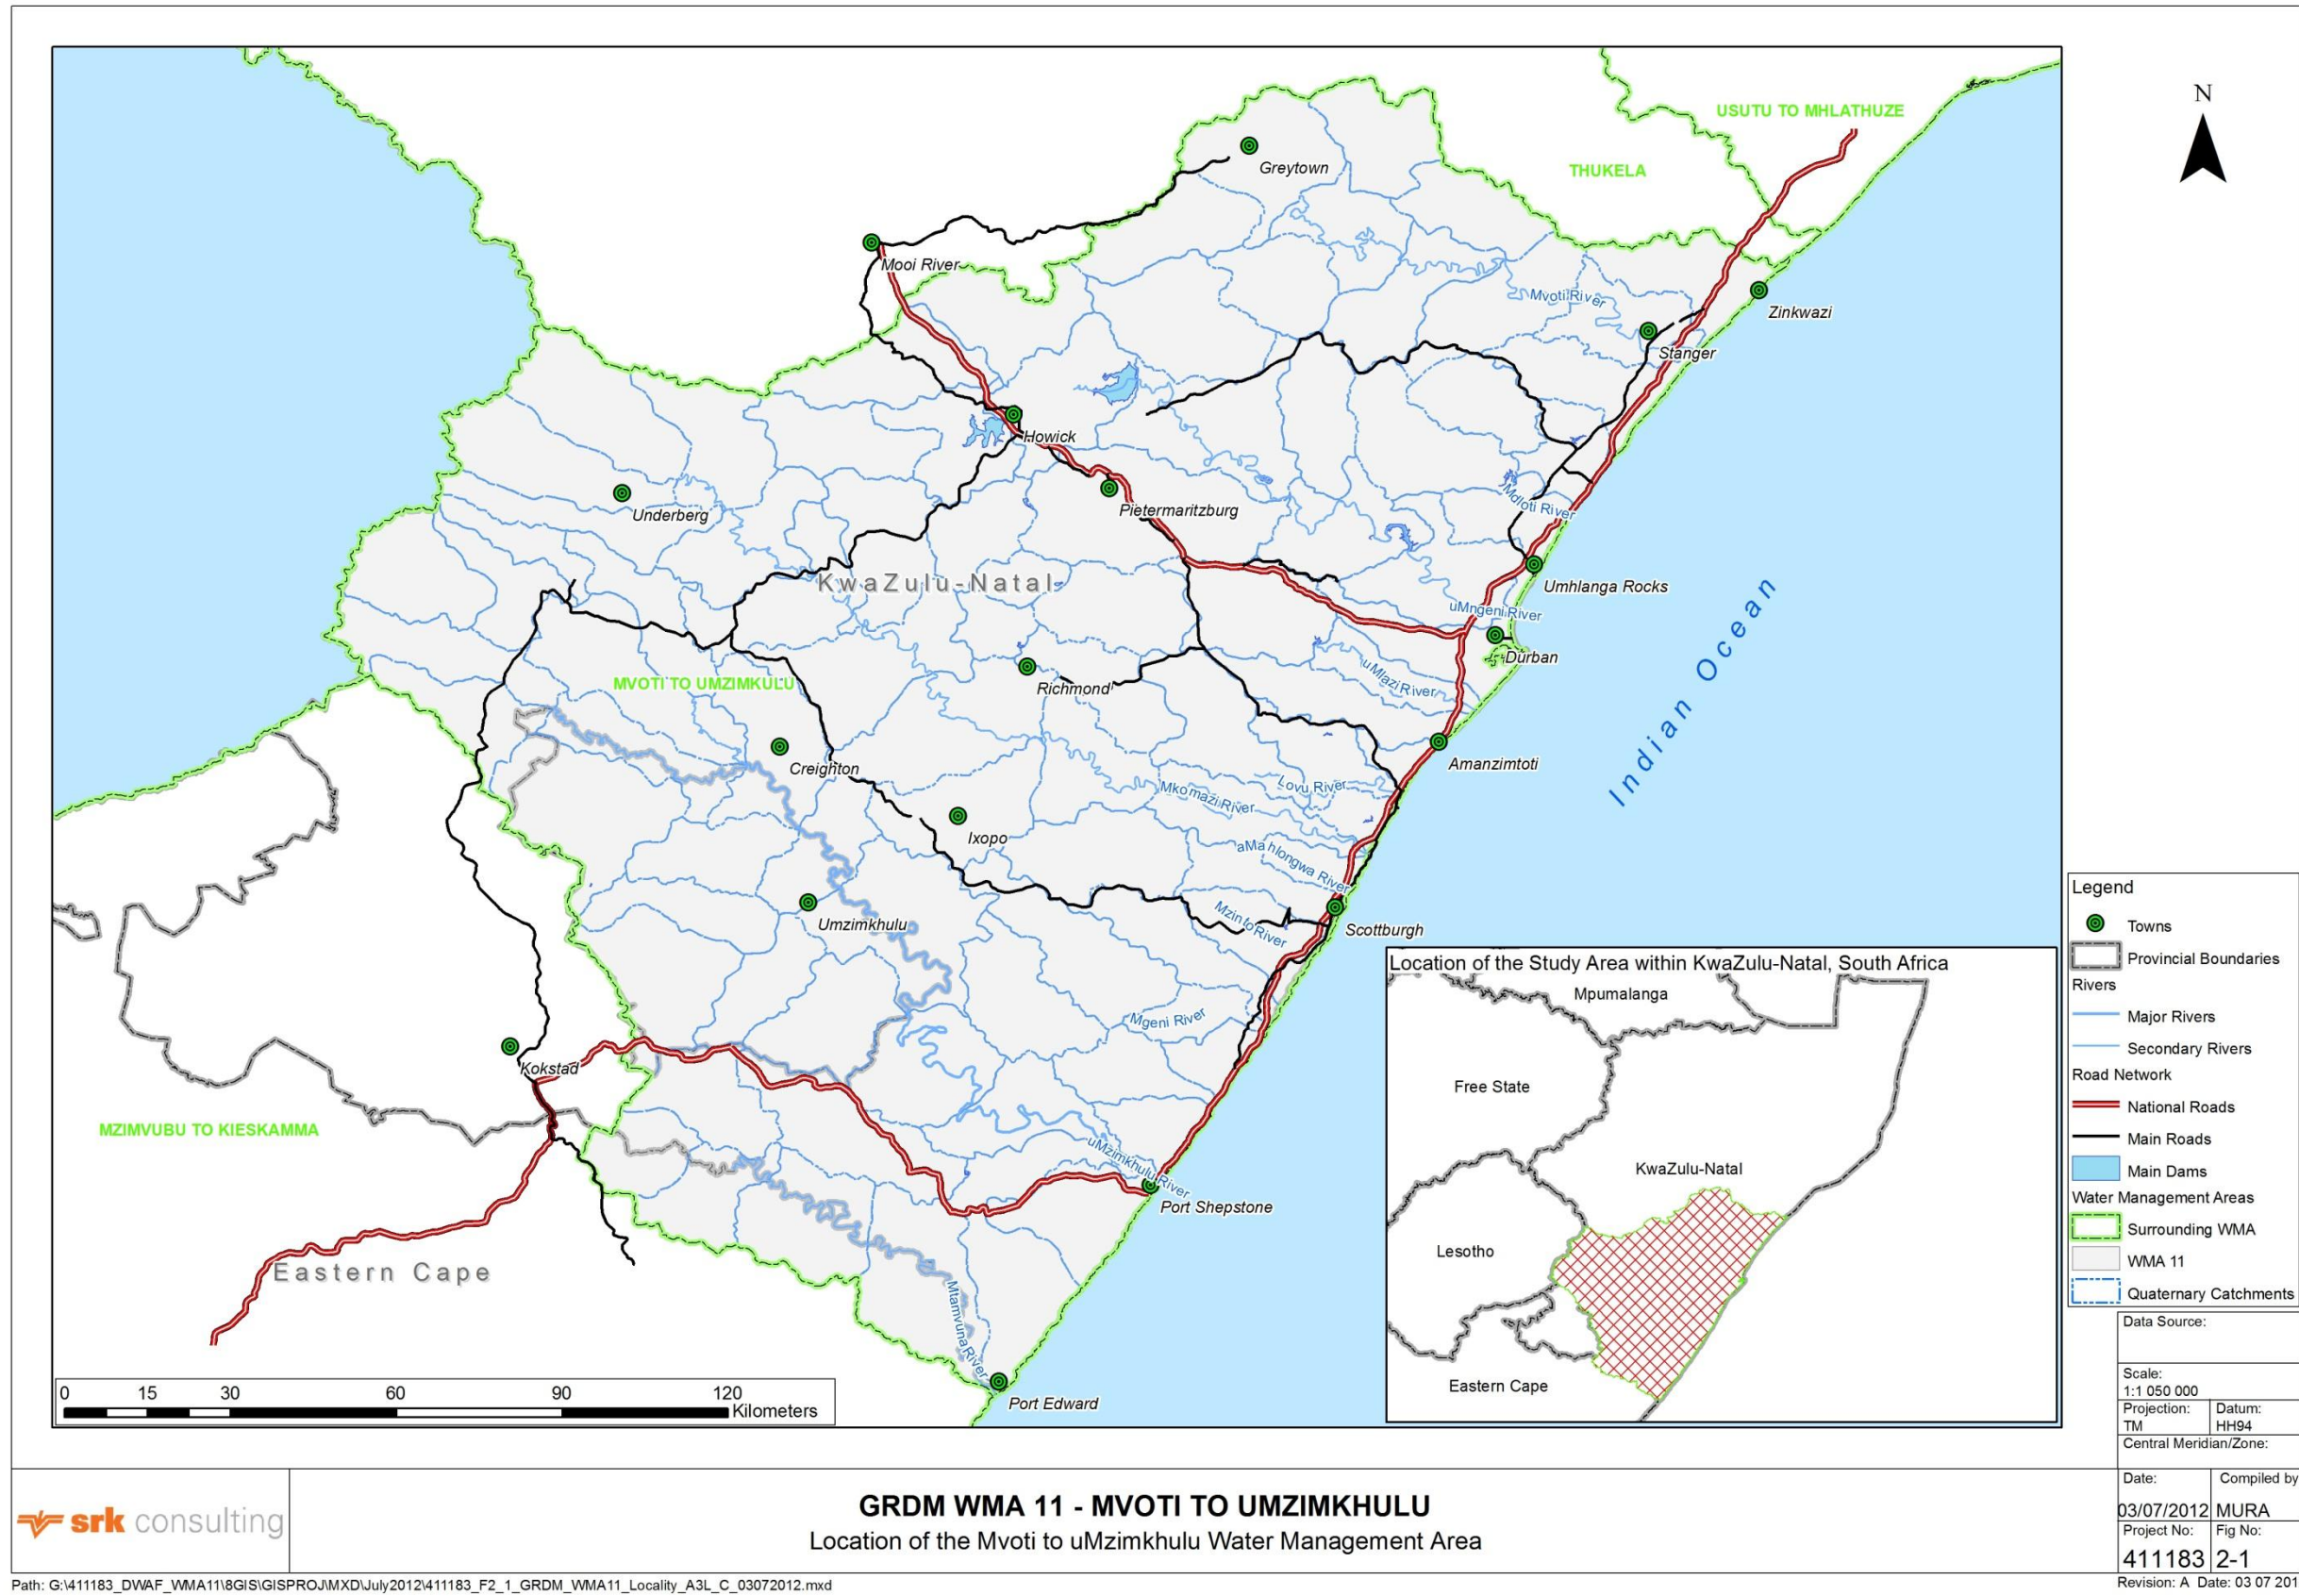 N
USUTU TO MHLATHUZE
THUKELA
Greytown
Mooi River
Mvoti River
Zinkwazi
Stanger
Howick
Underberg
Pietermaritzburg
Mdloti River
KwaZulu-Natal
Umhlanga Rocks
uMngeni River
Durban
Indian Ocean
MVOTI TO UMZIMKULU
Richmond
uMlazi River
Creighton
Amanzimtoti
Lovu River
Mkomazi River
Ixopo
aMahlongwa River
Umzimkhulu
Mzinto River
Scottburgh
Mgeni River
Kokstad
MZIMVUBU TO KIESKAMMA
uMzimkhulu River
Port Shepstone
Eastern Cape
Mtamvuna River
Port Edward
0 15 30 60 90 120
Kilometers
Location of the Study Area within KwaZulu-Natal, South Africa
Mpumalanga
Free State
KwaZulu-Natal
Lesotho
Eastern Cape
Legend
Towns
Provincial Boundaries
Rivers
Major Rivers
Secondary Rivers
Road Network
National Roads
Main Roads
Main Dams
Water Management Areas
Surrounding WMA
WMA 11
Quaternary Catchments
Data Source:
Scale:
1:1 050 000
Projection: Datum:
TM HH94
Central Meridian/Zone:
Date: Compiled by
03/07/2012 MURA
Project No: Fig No:
411183 2-1
Revision: A Date: 03 07 201
srk consulting
GRDM WMA 11 - MVOTI TO UMZIMKHULU
Location of the Mvoti to uMzimkhulu Water Management Area
Path: G:\411183_DWAF_WMA11\8GIS\GISPROJ\MXD\July2012\411183_F2_1_GRDM_WMA11_Locality_A3L_C_03072012.mxd